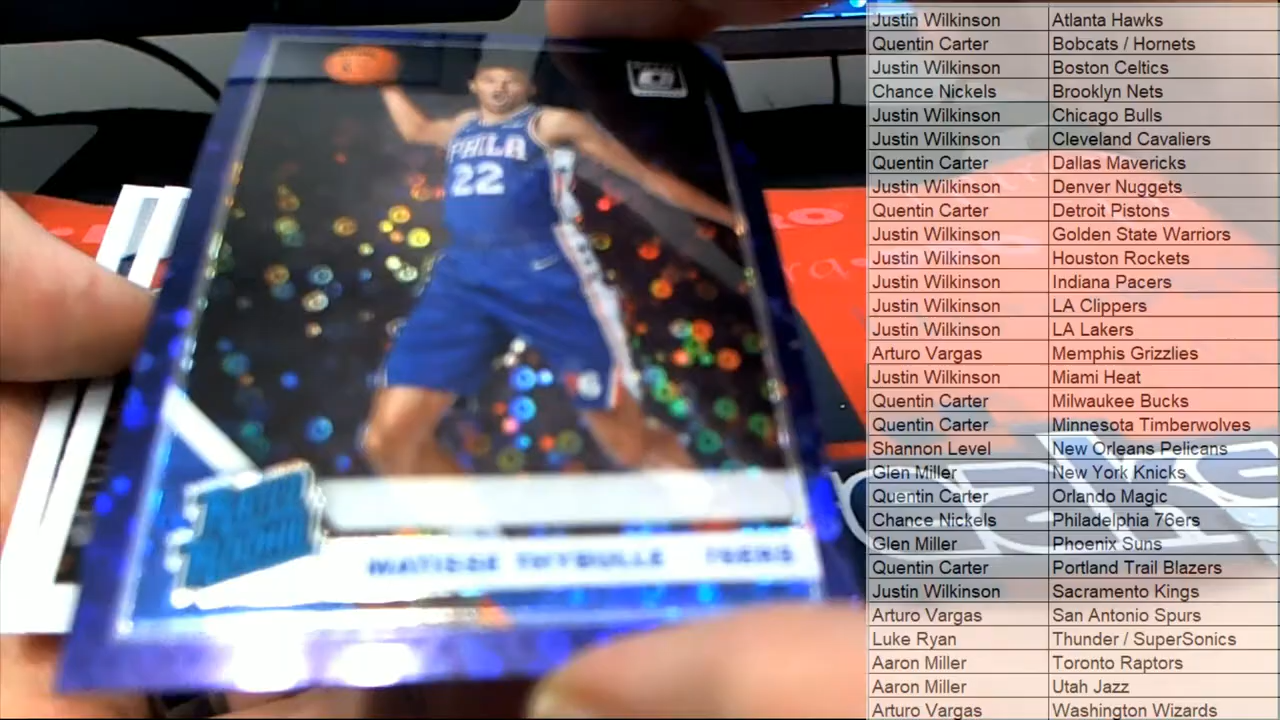 PHILA
22
76
RATED
ROOKIE
MATISSE THYBULLE 76ERS
Justin Wilkinson Atlanta Hawks
Quentin Carter Bobcats / Hornets
Justin Wilkinson Boston Celtics
Chance Nickels Brooklyn Nets
Justin Wilkinson Chicago Bulls
Justin Wilkinson Cleveland Cavaliers
Quentin Carter Dallas Mavericks
Justin Wilkinson Denver Nuggets
Quentin Carter Detroit Pistons
Justin Wilkinson Golden State Warriors
Justin Wilkinson Houston Rockets
Justin Wilkinson Indiana Pacers
Justin Wilkinson LA Clippers
Justin Wilkinson LA Lakers
Arturo Vargas Memphis Grizzlies
Justin Wilkinson Miami Heat
Quentin Carter Milwaukee Bucks
Quentin Carter Minnesota Timberwolves
Shannon Level New Orleans Pelicans
Glen Miller New York Knicks
Quentin Carter Orlando Magic
Chance Nickels Philadelphia 76ers
Glen Miller Phoenix Suns
Quentin Carter Portland Trail Blazers
Justin Wilkinson Sacramento Kings
Arturo Vargas San Antonio Spurs
Luke Ryan Thunder / SuperSonics
Aaron Miller Toronto Raptors
Aaron Miller Utah Jazz
Arturo Vargas Washington Wizards